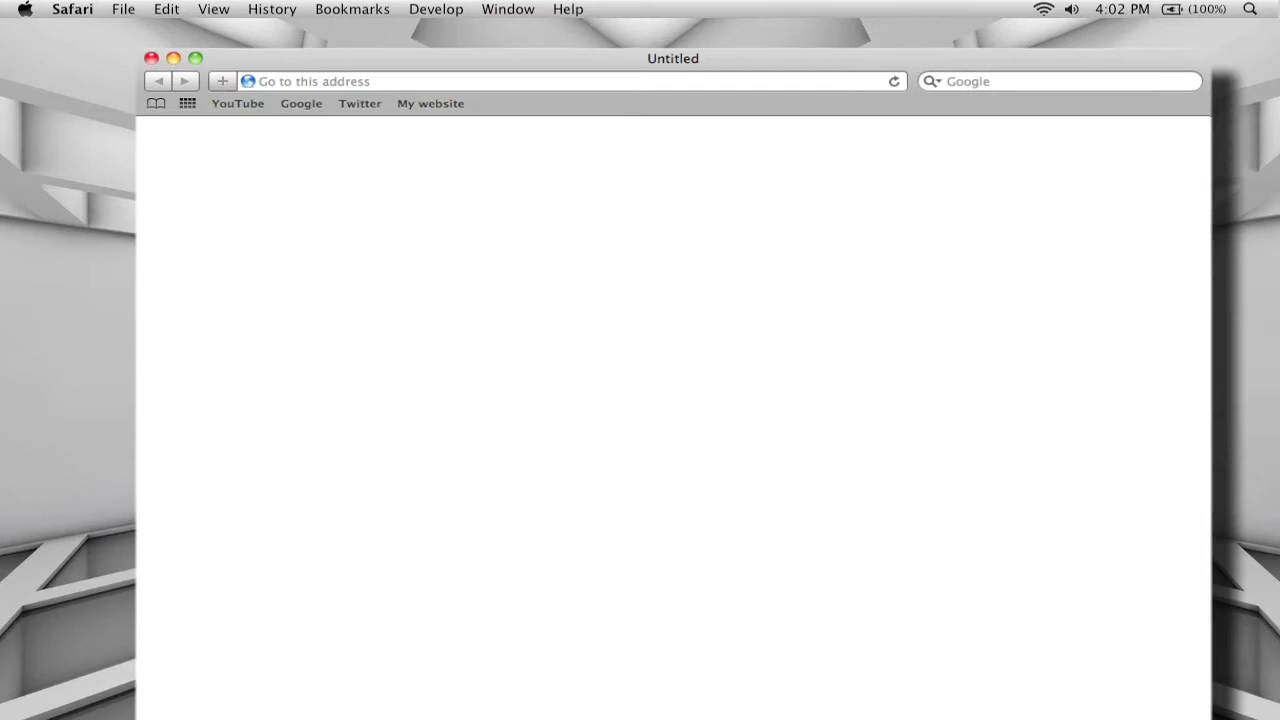 Safari File Edit View History Bookmarks Develop Window Help 4:02 PM (100%)
Untitled
Go to this address Google
YouTube Google Twitter My website